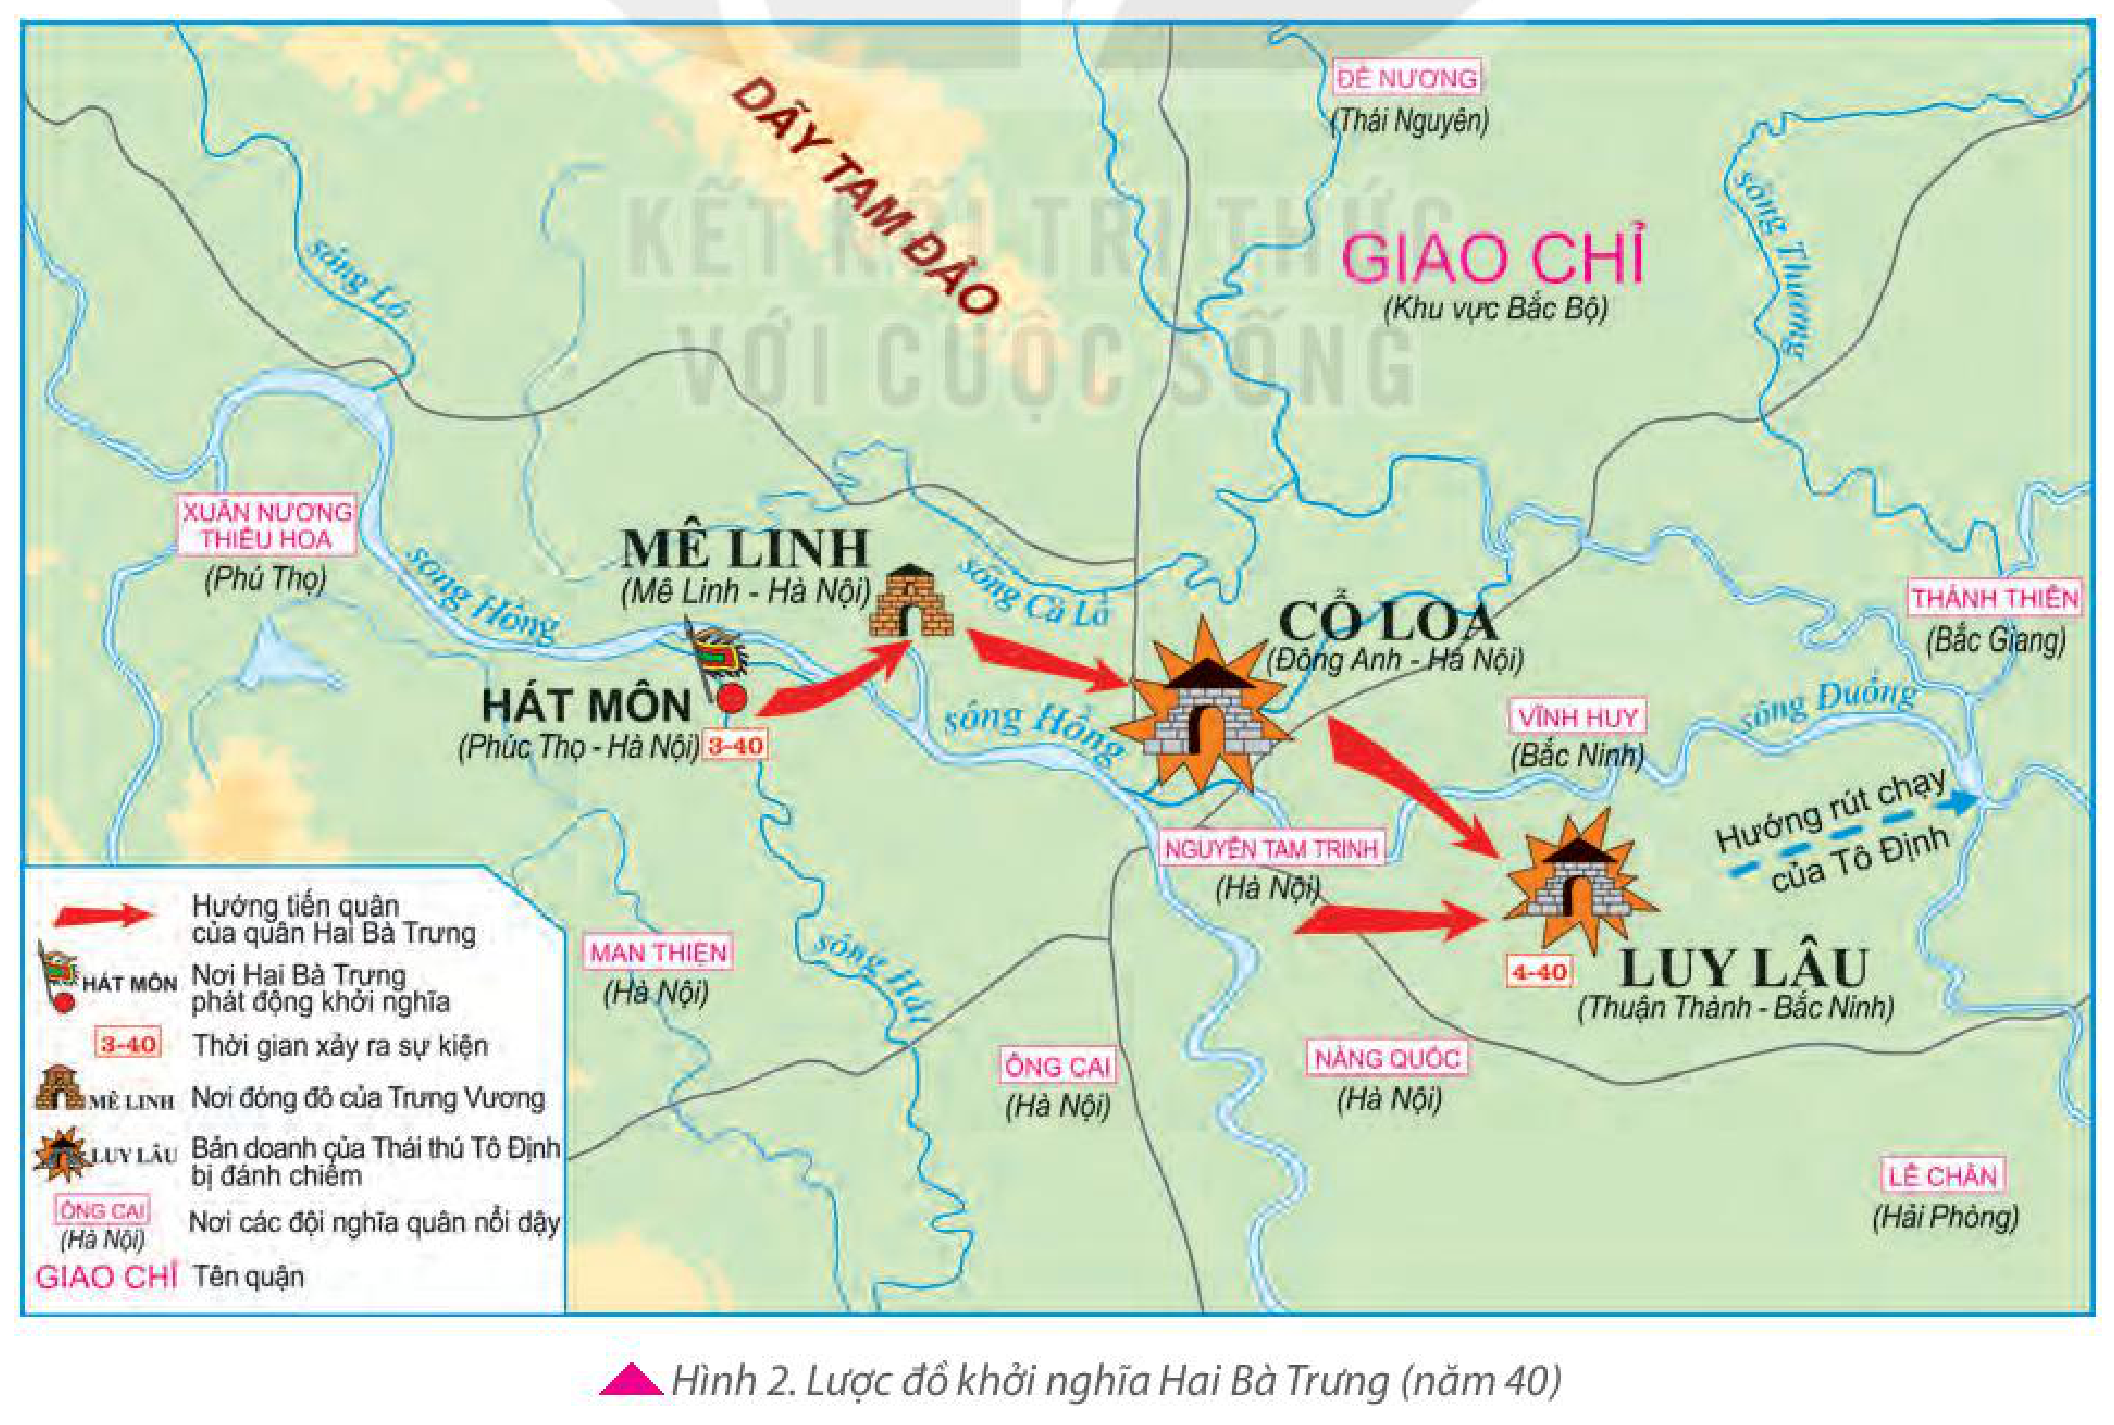 ĐÊ NƯƠNG
(Thái Nguyên)
DÃY TAM ĐẢO
KẾT NỐI TRI THỨC
VỚI CUỘC SỐNG
sông Lô
sông Thương
GIAO CHỈ
(Khu vực Bắc Bộ)
XUÂN NƯƠNG
THIỀU HOA
(Phú Thọ)
sông Hồng
MÊ LINH
(Mê Linh - Hà Nội)
sông Cà Lồ
CỔ LOA
(Đông Anh - Hà Nội)
THÁNH THIÊN
(Bắc Giang)
HÁT MÔN
(Phúc Thọ - Hà Nội)
3-40
sông Hồng
VĨNH HUY
(Bắc Ninh)
sông Đuống
Hướng rút chạy
của Tô Định
NGUYỄN TAM TRINH
(Hà Nội)
4-40
LUY LÂU
(Thuận Thành - Bắc Ninh)
MAN THIỆN
(Hà Nội)
sông Hát
ÔNG CAI
(Hà Nội)
NÀNG QUỐC
(Hà Nội)
LÊ CHÂN
(Hải Phòng)
Hướng tiến quân
của quân Hai Bà Trưng
HÁT MÔN
Nơi Hai Bà Trưng
phát động khởi nghĩa
3-40
Thời gian xảy ra sự kiện
MÊ LINH
Nơi đóng đô của Trưng Vương
LUY LÂU
Bản doanh của Thái thú Tô Định
bị đánh chiếm
ÔNG CAI
(Hà Nội)
Nơi các đội nghĩa quân nổi dậy
GIAO CHỈ
Tên quận
Hình 2. Lược đồ khởi nghĩa Hai Bà Trưng (năm 40)